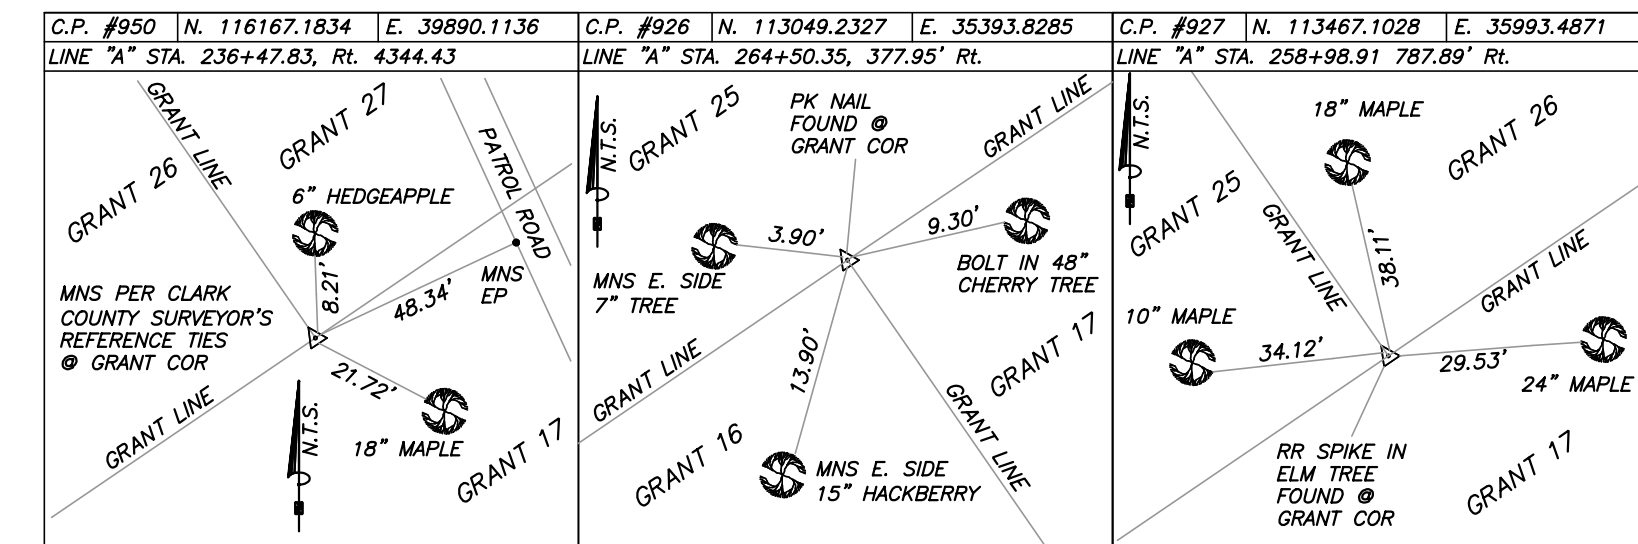 C.P. #950 N. 116167.1834 E. 39890.1136
LINE "A" STA. 236+47.83, Rt. 4344.43
GRANT LINE
GRANT 27
PATROL ROAD
GRANT 26
6" HEDGEAPPLE
8.21'
MNS
EP
48.34'
MNS PER CLARK
COUNTY SURVEYOR'S
REFERENCE TIES
@ GRANT COR
21.72'
GRANT LINE
N.T.S.
18" MAPLE
GRANT 17
C.P. #926 N. 113049.2327 E. 35393.8285
LINE "A" STA. 264+50.35, 377.95' Rt.
N.T.S.
GRANT 25
PK NAIL
FOUND @
GRANT COR
GRANT LINE
3.90'
9.30'
MNS E. SIDE
7" TREE
BOLT IN 48"
CHERRY TREE
13.90'
GRANT LINE
GRANT 17
GRANT LINE
GRANT 16
MNS E. SIDE
15" HACKBERRY
C.P. #927 N. 113467.1028 E. 35993.4871
LINE "A" STA. 258+98.91 787.89' Rt.
N.T.S.
18" MAPLE
GRANT 26
GRANT 25
GRANT LINE
38.11'
GRANT LINE
10" MAPLE
34.12'
29.53'
24" MAPLE
RR SPIKE IN
ELM TREE
FOUND @
GRANT COR
GRANT 17